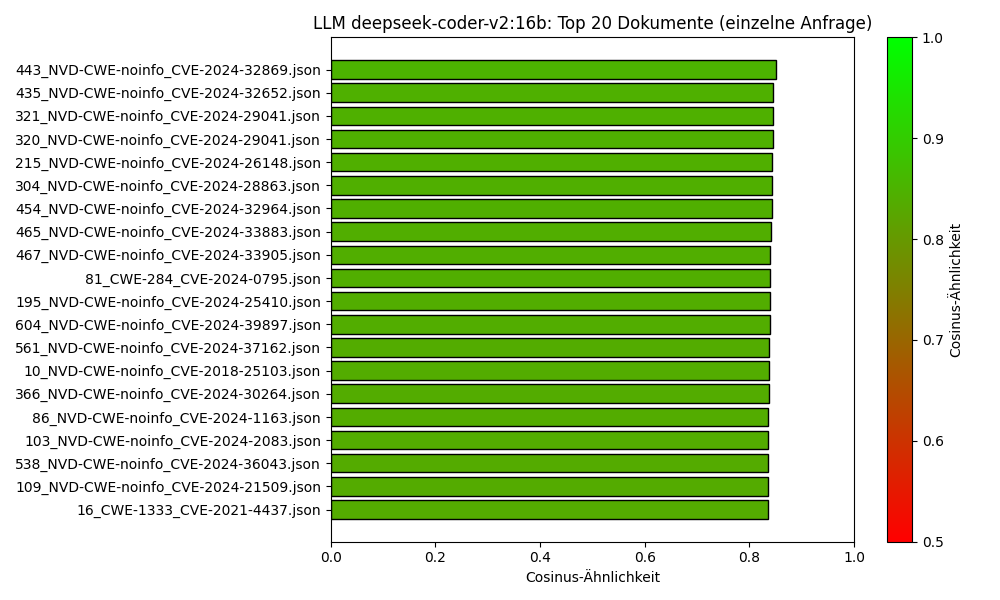 LLM deepseek-coder-v2:16b: Top 20 Dokumente (einzelne Anfrage)
443_NVD-CWE-noinfo_CVE-2024-32869.json
435_NVD-CWE-noinfo_CVE-2024-32652.json
321_NVD-CWE-noinfo_CVE-2024-29041.json
320_NVD-CWE-noinfo_CVE-2024-29041.json
215_NVD-CWE-noinfo_CVE-2024-26148.json
304_NVD-CWE-noinfo_CVE-2024-28863.json
454_NVD-CWE-noinfo_CVE-2024-32964.json
465_NVD-CWE-noinfo_CVE-2024-33883.json
467_NVD-CWE-noinfo_CVE-2024-33905.json
81_CWE-284_CVE-2024-0795.json
195_NVD-CWE-noinfo_CVE-2024-25410.json
604_NVD-CWE-noinfo_CVE-2024-39897.json
561_NVD-CWE-noinfo_CVE-2024-37162.json
10_NVD-CWE-noinfo_CVE-2018-25103.json
366_NVD-CWE-noinfo_CVE-2024-30264.json
86_NVD-CWE-noinfo_CVE-2024-1163.json
103_NVD-CWE-noinfo_CVE-2024-2083.json
538_NVD-CWE-noinfo_CVE-2024-36043.json
109_NVD-CWE-noinfo_CVE-2024-21509.json
16_CWE-1333_CVE-2021-4437.json
0.0 0.2 0.4 0.6 0.8 1.0
Cosinus-Ähnlichkeit
1.0
0.9
0.8
0.7
0.6
0.5
Cosinus-Ähnlichkeit